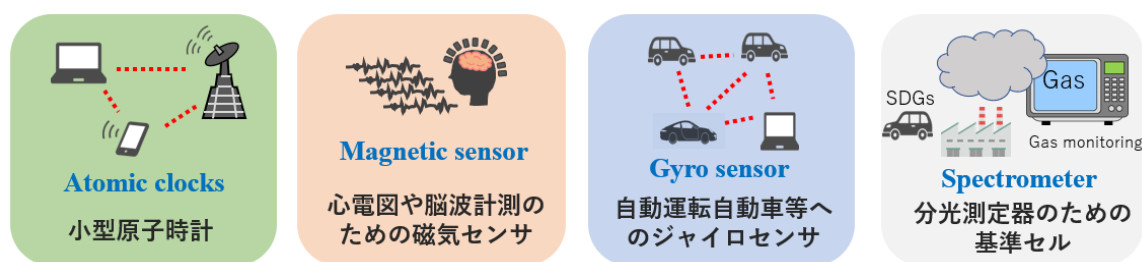 Atomic clocks
小型原子時計
Magnetic sensor
心電図や脳波計測の
ための磁気センサ
Gyro sensor
自動運転自動車等へ
のジャイロセンサ
Gas
SDGs
Gas monitoring
Spectrometer
分光測定器のための
基準セル